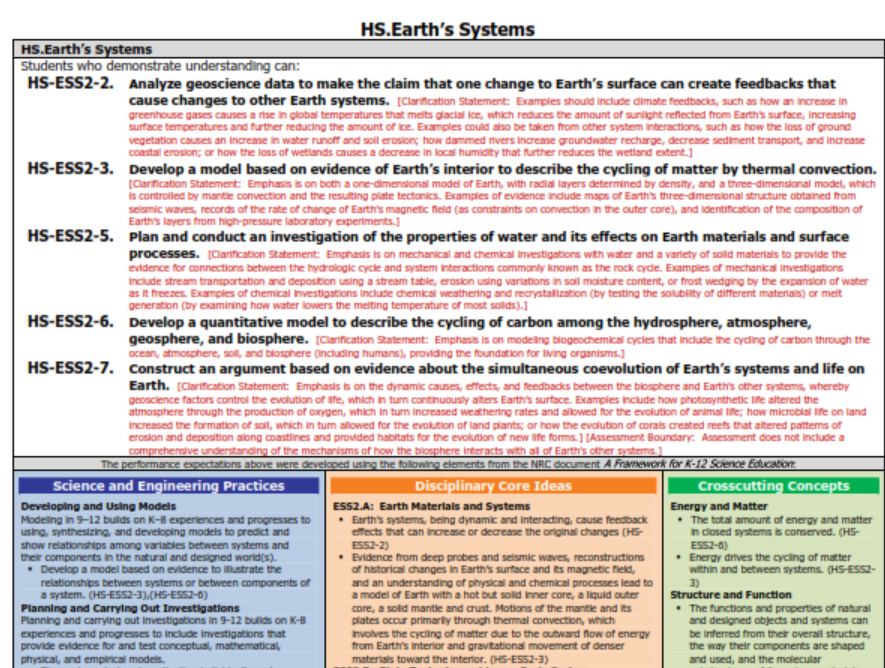 HS.Earth's Systems
HS.Earth's Systems
Students who demonstrate understanding can:
HS-ESS2-2. Analyze geoscience data to make the claim that one change to Earth's surface can create feedbacks that
cause changes to other Earth systems. [Clarification Statement: Examples should include climate feedbacks, such as how an increase in
greenhouse gases causes a rise in global temperatures that melts glacial ice, which reduces the amount of sunlight reflected from Earth's surface, increasing
surface temperatures and further reducing the amount of ice. Examples could also be taken from other system interactions, such as how the loss of ground
vegetation causes an increase in water runoff and soil erosion; how dammed rivers increase groundwater recharge, decrease sediment transport, and increase
coastal erosion; or how the loss of wetlands causes a decrease in local humidity that further reduces the wetland extent.]
HS-ESS2-3. Develop a model based on evidence of Earth's interior to describe the cycling of matter by thermal convection.
[Clarification Statement: Emphasis is on both a one-dimensional model of Earth, with radial layers determined by density, and a three-dimensional model, which
is controlled by mantle convection and the resulting plate tectonics. Examples of evidence include maps of Earth's three-dimensional structure obtained from
seismic waves, records of the rate of change of Earth's magnetic field (as constraints on convection in the outer core), and identification of the composition of
Earth's layers from high-pressure laboratory experiments.]
HS-ESS2-5. Plan and conduct an investigation of the properties of water and its effects on Earth materials and surface
processes. [Clarification Statement: Emphasis is on mechanical and chemical investigations with water and a variety of solid materials to provide the
evidence for connections between the hydrologic cycle and system interactions commonly known as the rock cycle. Examples of mechanical investigations
include stream transportation and deposition using a stream table, erosion using variations in soil moisture content, or frost wedging by the expansion of water
as it freezes. Examples of chemical investigations include chemical weathering and recrystallization (by testing the solubility of different materials) or melt
generation (by examining how water lowers the melting temperature of most solids).]
HS-ESS2-6. Develop a quantitative model to describe the cycling of carbon among the hydrosphere, atmosphere,
geosphere, and biosphere. [Clarification Statement: Emphasis is on modeling biogeochemical cycles that include the cycling of carbon through the
ocean, atmosphere, soil, and biosphere (including humans), providing the foundation for living organisms.]
HS-ESS2-7. Construct an argument based on evidence about the simultaneous coevolution of Earth's systems and life on
Earth. [Clarification Statement: Emphasis is on the dynamic causes, effects, and feedbacks between the biosphere and Earth's other systems, whereby
geoscience factors control the evolution of life, which in turn continuously alters Earth's surface. Examples include how photosynthetic life altered the
atmosphere through the production of oxygen, which in turn increased weathering rates and allowed for the evolution of animal life; how microbial life on land
increased the formation of soil, which in turn allowed for the evolution of land plants; or how the evolution of corals created reefs that altered patterns of
erosion and deposition along coastlines and provided habitats for the evolution of new life forms.] [Assessment Boundary: Assessment does not include a
comprehensive understanding of the mechanisms of how the biosphere interacts with all of Earth's other systems.]
The performance expectations above were developed using the following elements from the NRC document A Framework for K-12 Science Education:
Science and Engineering Practices
Developing and Using Models
Modeling in 9–12 builds on K–8 experiences and progresses to
using, synthesizing, and developing models to predict and
show relationships among variables between systems and
their components in the natural and designed world(s).
• Develop a model based on evidence to illustrate the
relationships between systems or between components of
a system. (HS-ESS2-3),(HS-ESS2-6)
Planning and Carrying Out Investigations
Planning and carrying out investigations in 9-12 builds on K-8
experiences and progresses to include investigations that
provide evidence for and test conceptual, mathematical,
physical, and empirical models.
Disciplinary Core Ideas
ESS2.A: Earth Materials and Systems
• Earth's systems, being dynamic and interacting, cause feedback
effects that can increase or decrease the original changes (HS-
ESS2-2)
• Evidence from deep probes and seismic waves, reconstructions
of historical changes in Earth's surface and its magnetic field,
and an understanding of physical and chemical processes lead to
a model of Earth with a hot but solid inner core, a liquid outer
core, a solid mantle and crust. Motions of the mantle and its
plates occur primarily through thermal convection, which
involves the cycling of matter due to the outward flow of energy
from Earth's interior and gravitational movement of denser
materials toward the interior. (HS-ESS2-3)
Crosscutting Concepts
Energy and Matter
• The total amount of energy and matter
in closed systems is conserved. (HS-
ESS2-6)
• Energy drives the cycling of matter
within and between systems. (HS-ESS2-
3)
Structure and Function
• The functions and properties of natural
and designed objects and systems can
be inferred from their overall structure,
the way their components are shaped
and used, and the molecular